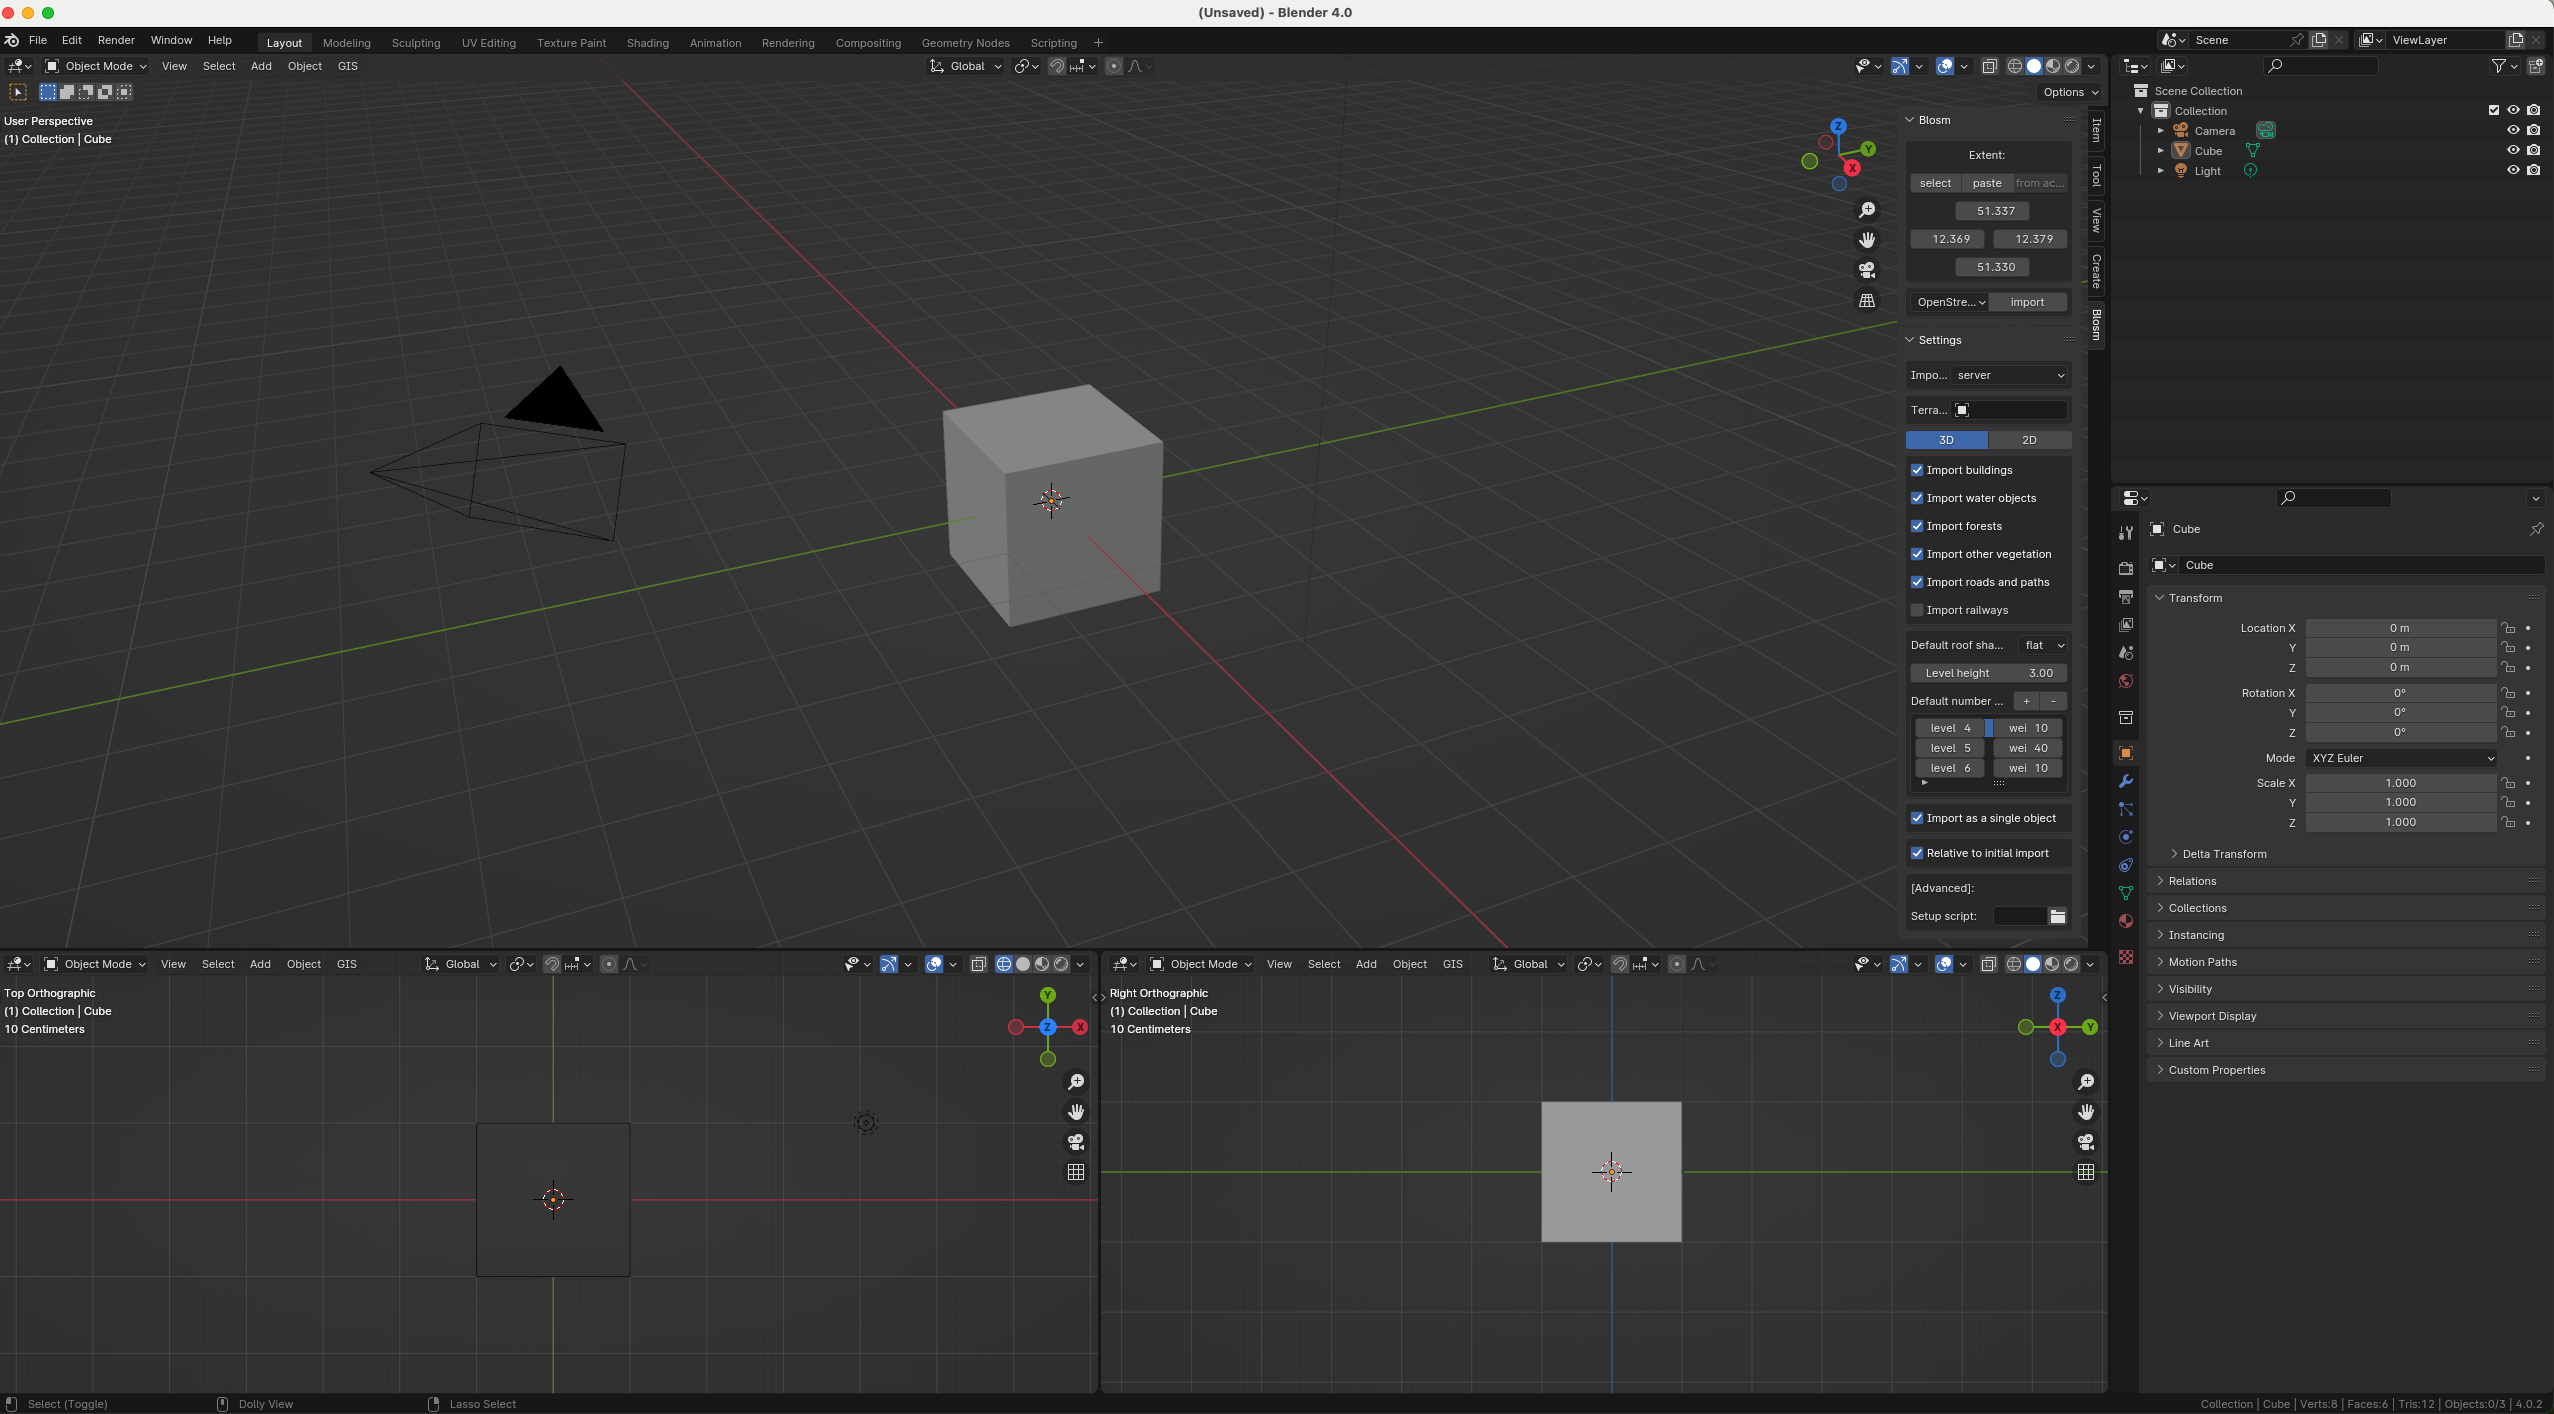 (Unsaved) - Blender 4.0
File Edit Render Window Help Layout Modeling Sculpting UV Editing Texture Paint Shading Animation Rendering Compositing Geometry Nodes Scripting + Scene ViewLayer
Object Mode View Select Add Object GIS Global
Options
User Perspective
(1) Collection | Cube
Z
Y
X
Blosm
Extent:
select paste from ac...
51.337
12.369 12.379
51.330
OpenStre... import
Settings
Impo... server
Terra...
3D 2D
Import buildings
Import water objects
Import forests
Import other vegetation
Import roads and paths
Import railways
Default roof sha... flat
Level height 3.00
Default number ... + -
level 4 wei 10
level 5 wei 40
level 6 wei 10
Import as a single object
Relative to initial import
[Advanced]:
Setup script:
Item
Tool
View
Create
Blosm
Scene Collection
Collection
Camera
Cube
Light
Cube
Cube
Transform
Location X 0 m
Y 0 m
Z 0 m
Rotation X 0°
Y 0°
Z 0°
Mode XYZ Euler
Scale X 1.000
Y 1.000
Z 1.000
Delta Transform
Relations
Collections
Instancing
Motion Paths
Visibility
Viewport Display
Line Art
Custom Properties
Object Mode View Select Add Object GIS Global
Top Orthographic
(1) Collection | Cube
10 Centimeters
Y
Z X
Object Mode View Select Add Object GIS Global
Right Orthographic
(1) Collection | Cube
10 Centimeters
Z
X Y
Select (Toggle) Dolly View Lasso Select Collection | Cube | Verts:8 | Faces:6 | Tris:12 | Objects:0/3 | 4.0.2